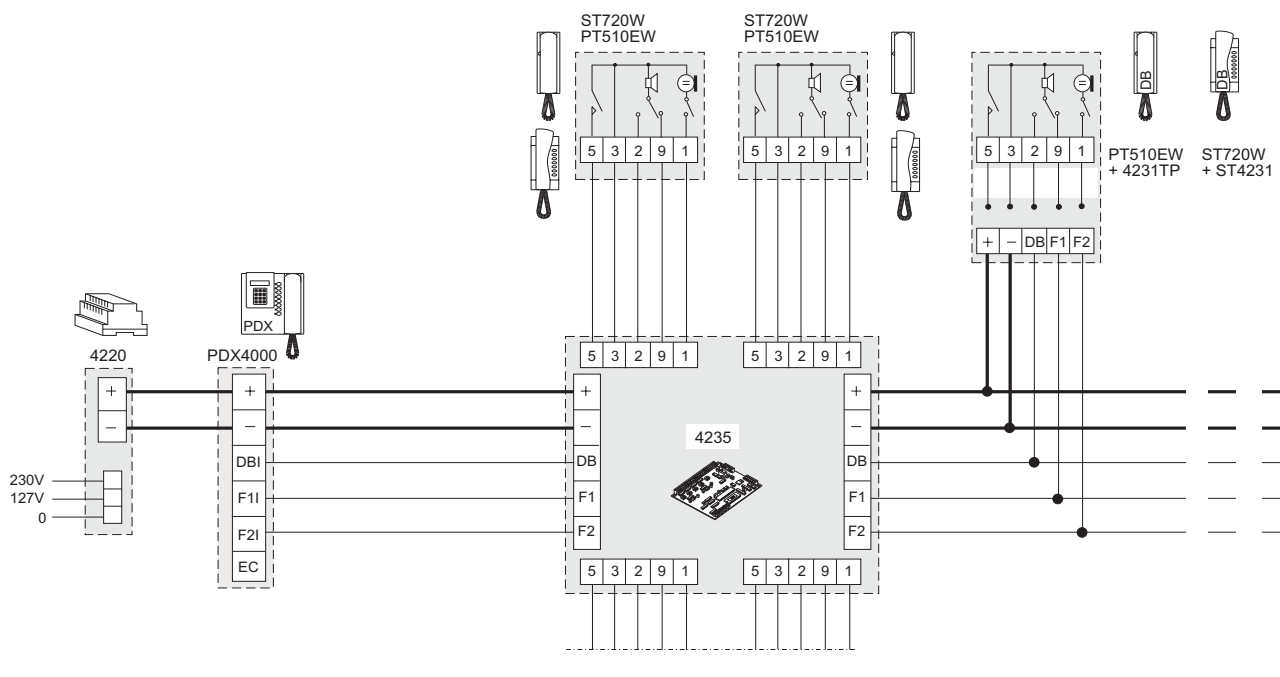 ST720W
PT510EW
ST720W
PT510EW
5 3 2 9 1
5 3 2 9 1
5 3 2 9 1
DB
DB
PT510EW
+ 4231TP
ST720W
+ ST4231
+ − DB F1 F2
PDX
4220
PDX4000
+
−
230V
127V
0
+
−
DBI
F1I
F2I
EC
5 3 2 9 1
5 3 2 9 1
+
−
DB
F1
F2
4235
+
−
DB
F1
F2
5 3 2 9 1
5 3 2 9 1